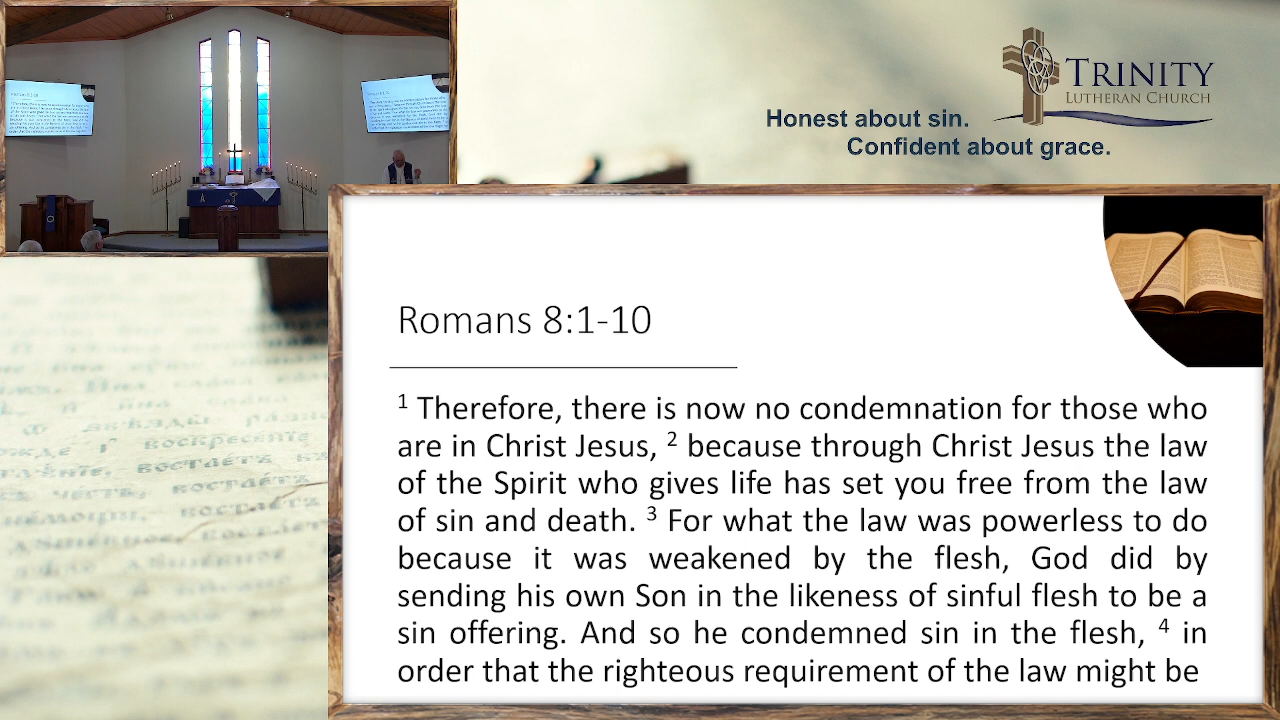 TRINITY
LUTHERAN CHURCH
Honest about sin.
Confident about grace.
Romans 8:1-10
1 Therefore, there is now no condemnation for those who
are in Christ Jesus, 2 because through Christ Jesus the law
of the Spirit who gives life has set you free from the law
of sin and death. 3 For what the law was powerless to do
because it was weakened by the flesh, God did by
sending his own Son in the likeness of sinful flesh to be a
sin offering. And so he condemned sin in the flesh, 4 in
order that the righteous requirement of the law might be